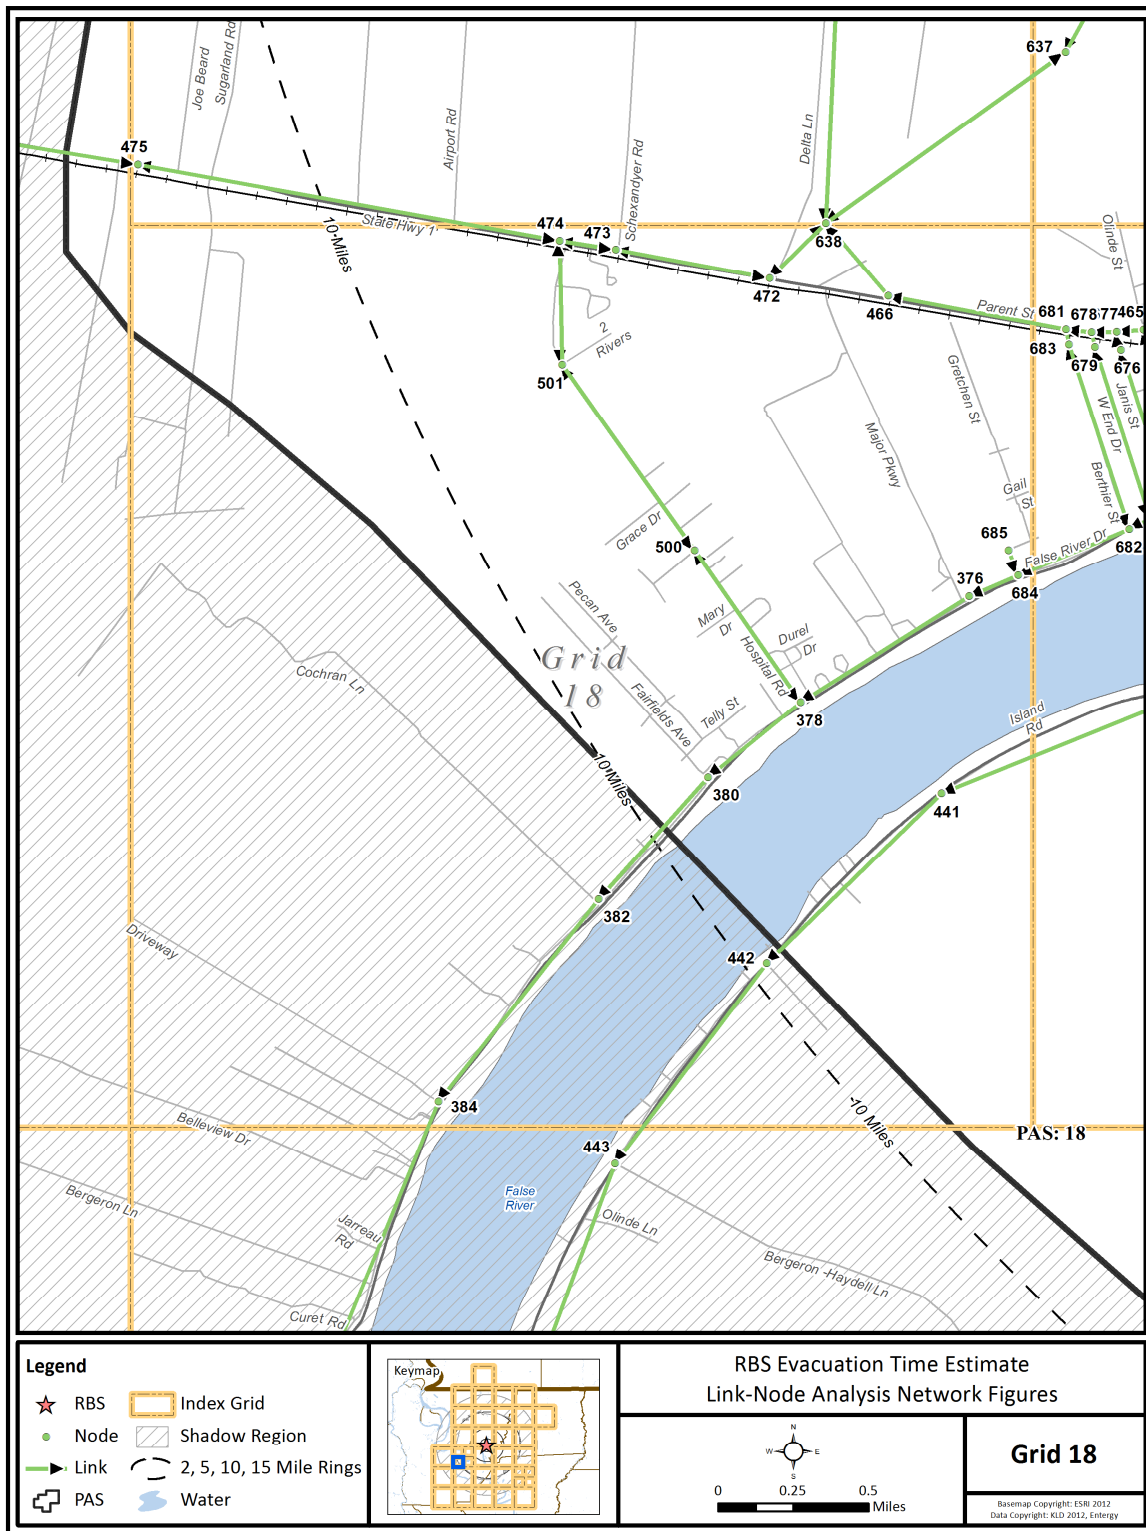 637
Joe Beard
Sugarland Rd
Airport Rd
Schexandyer Rd
Delta Ln
475
State Hwy 1
10 Miles
474
473
638
472
466
Olinde St
Parent St
681
678
77
465
683
679
676
2
Rivers
501
Gretchen St
Major Pkwy
W End Dr
Janis St
Berthier St
Gail
St
Grace Dr
500
685
False River Dr
682
376
684
Pecan Ave
Mary
Dr
Durel
Dr
Hospital Rd
Grid
18
Cochran Ln
Fairfields Ave
Telly St
378
Island
Rd
10 Miles
380
441
382
Driveway
442
384
10 Miles
Belleview Dr
PAS: 18
443
Bergeron Ln
False
River
Jarreau
Rd
Olinde Ln
Bergeron -Haydell Ln
Curet Rd
Legend
RBS
Index Grid
Node
Shadow Region
Link
2, 5, 10, 15 Mile Rings
PAS
Water
Keymap
RBS Evacuation Time Estimate
Link-Node Analysis Network Figures
N
W
E
S
0 0.25 0.5
Miles
Grid 18
Basemap Copyright: ESRI 2012
Data Copyright: KLD 2012, Entergy